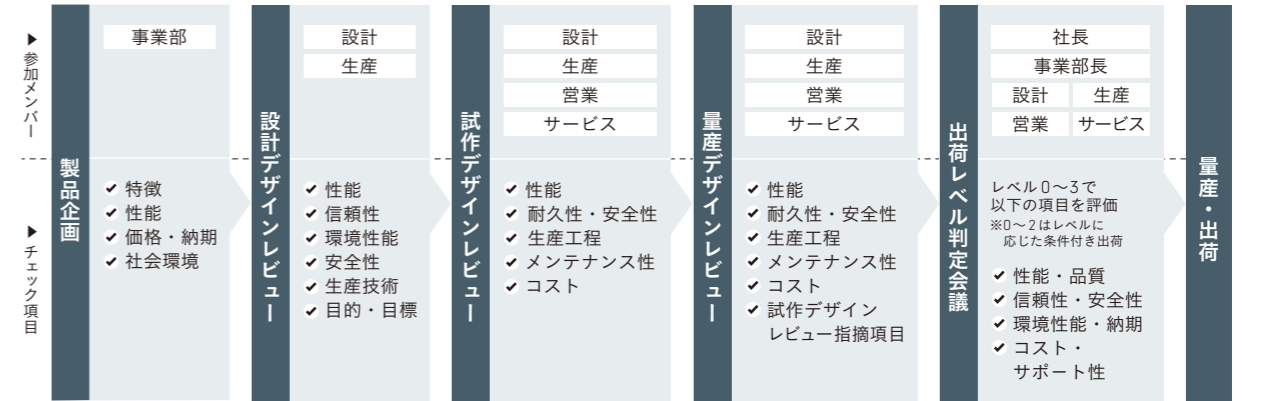 ▶参加メンバー
▶チェック項目
製品企画
事業部
✔特徴
✔性能
✔価格・納期
✔社会環境
設計デザインレビュー
設計
生産
✔性能
✔信頼性
✔環境性能
✔安全性
✔生産技術
✔目的・目標
試作デザインレビュー
設計
生産
営業
サービス
✔性能
✔耐久性・安全性
✔生産工程
✔メンテナンス性
✔コスト
量産デザインレビュー
設計
生産
営業
サービス
✔性能
✔耐久性・安全性
✔生産工程
✔メンテナンス性
✔コスト
✔試作デザイン
レビュー指摘項目
出荷レベル判定会議
社長
事業部長
設計 生産
営業 サービス
レベル0〜3で
以下の項目を評価
※0〜2はレベルに
応じた条件付き出荷
✔性能・品質
✔信頼性・安全性
✔環境性能・納期
✔コスト・
サポート性
量産・出荷